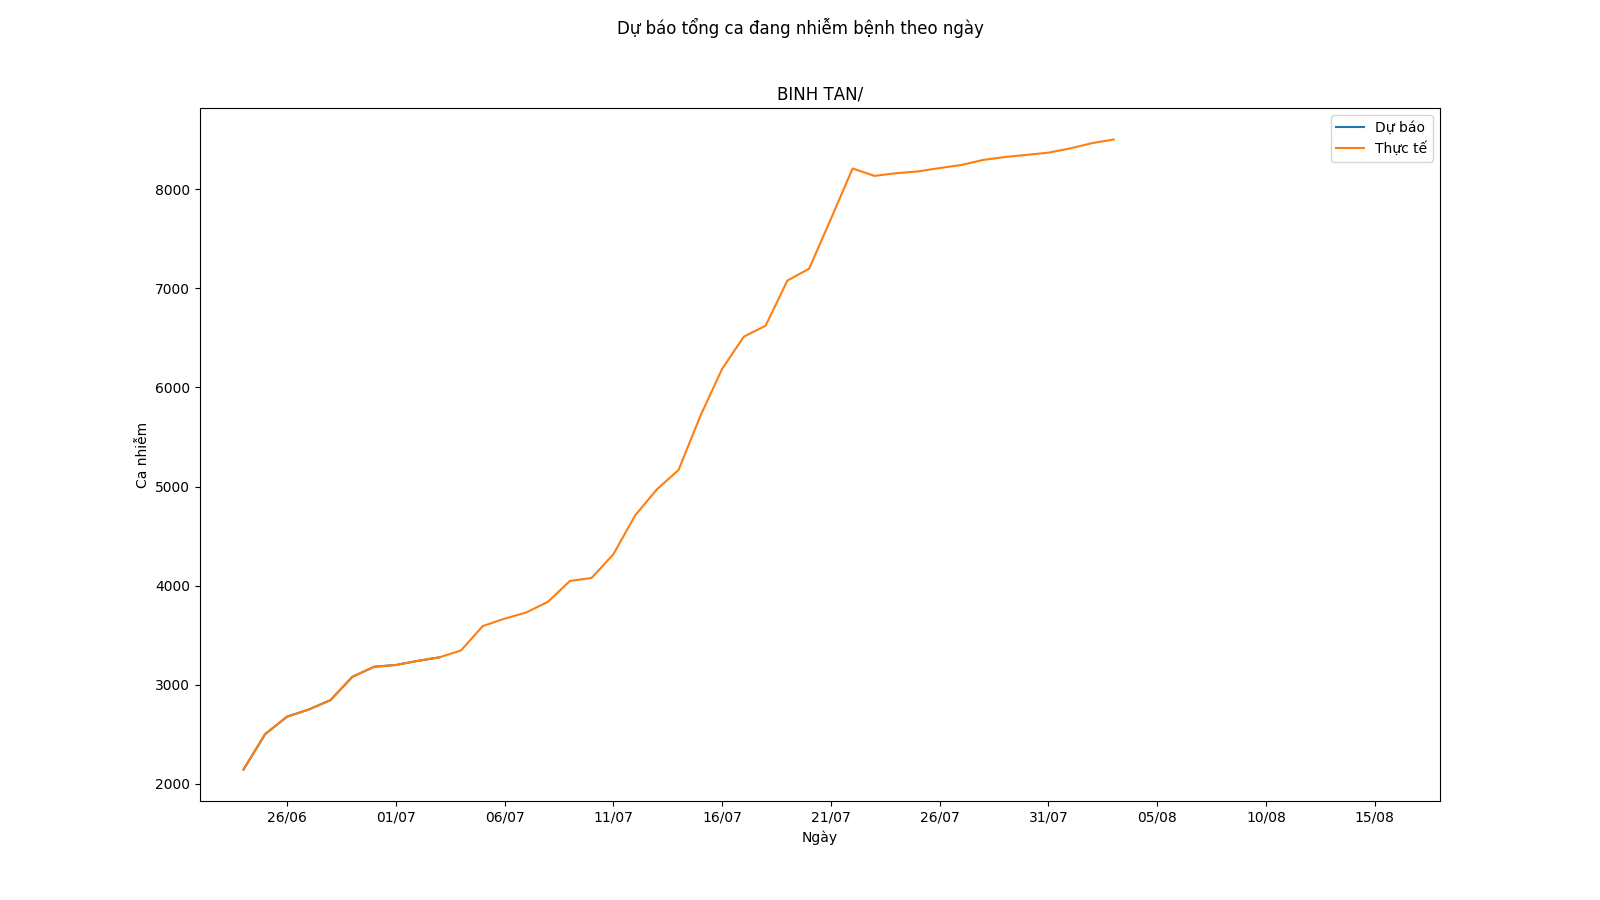 Dự báo tổng ca đang nhiễm bệnh theo ngày
BINH TAN/
Dự báo
Thực tế
8000
7000
6000
5000
4000
3000
2000
Ca nhiễm
26/06 01/07 06/07 11/07 16/07 21/07 26/07 31/07 05/08 10/08 15/08
Ngày